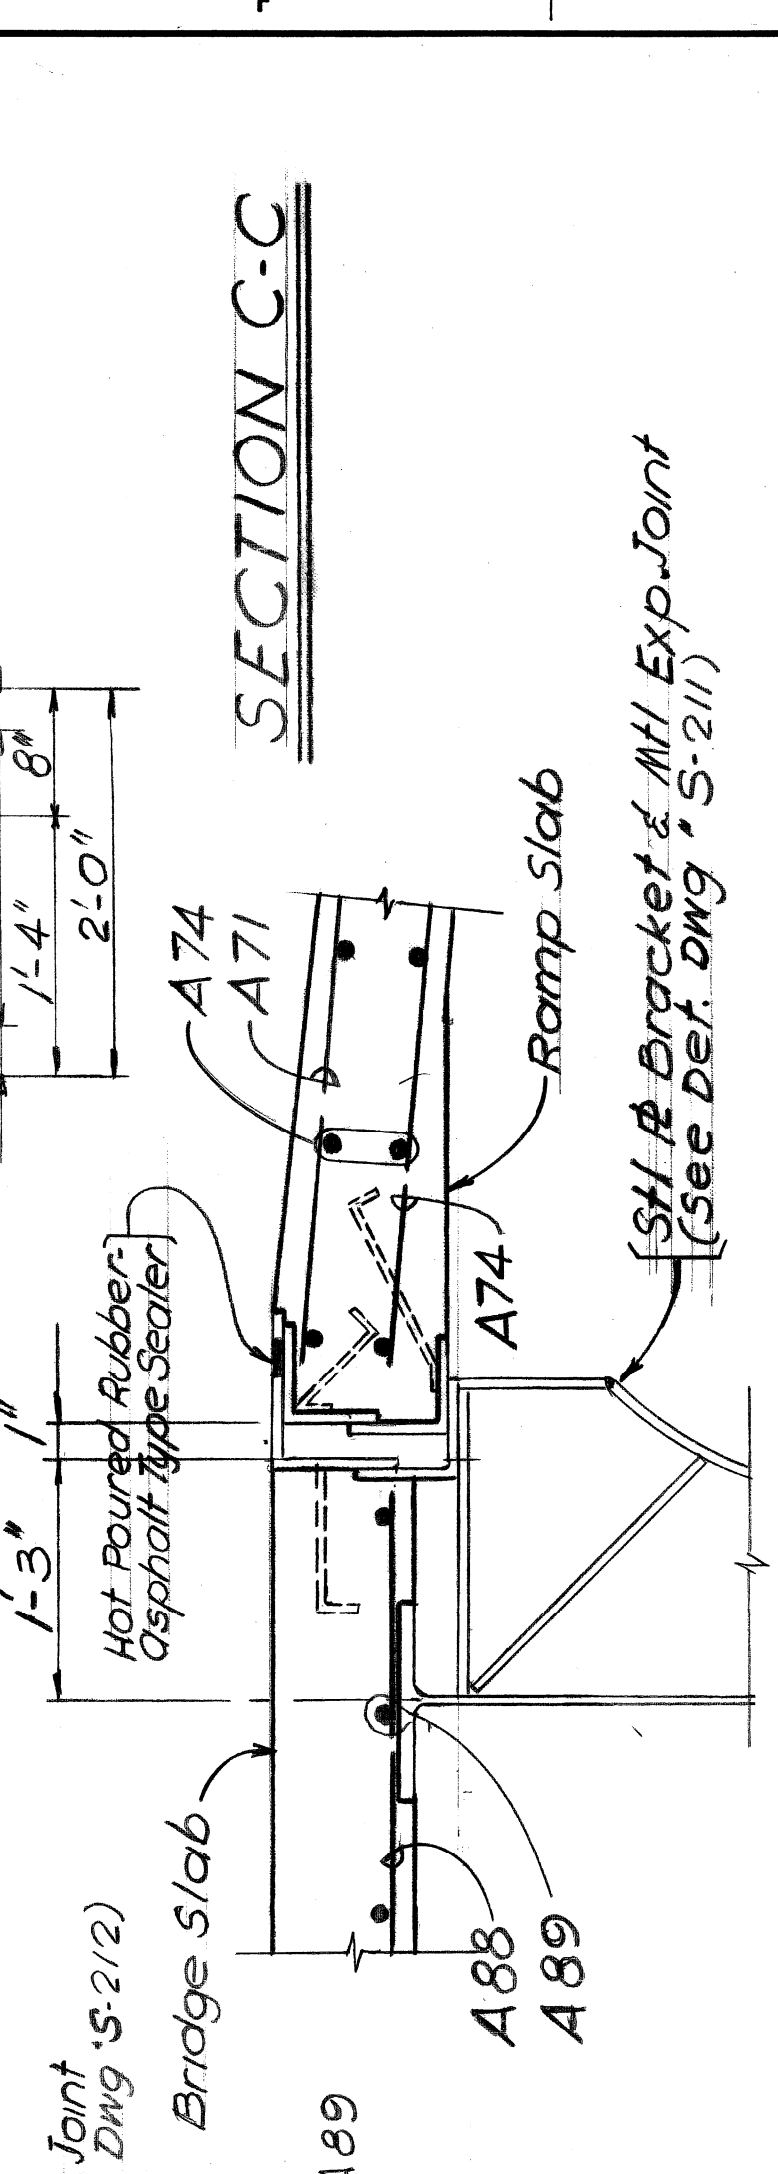 SECTION C-C
8"
1'-4"
2'-0"
A74
A71
Ramp Slab
Stl ⅊ Bracket & Mtl Exp. Joint
(See Det. Dwg "S-211)
Hot Poured Rubber-
Asphalt Type Sealer
A74
1"
1'-3"
Bridge Slab
A88
A89
Joint
Dwg "S-212)
A89